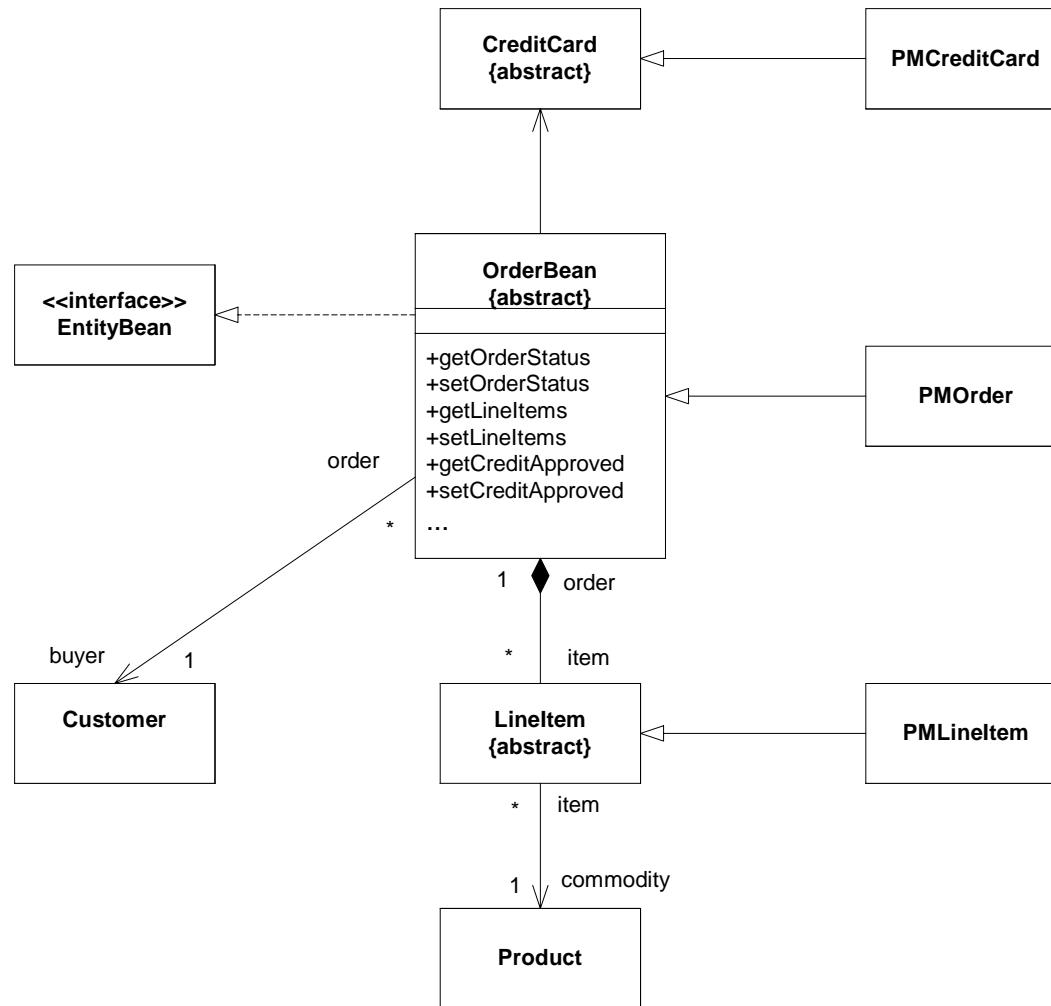 CreditCard
{abstract}
PMCreditCard
<<interface>>
EntityBean
OrderBean
{abstract}
+getOrderStatus
+setOrderStatus
+getLineItems
+setLineItems
+getCreditApproved
+setCreditApproved
...
PMOrder
order
*
1 order
buyer 1
* item
Customer
LineItem
{abstract}
PMLineItem
* item
1 commodity
Product